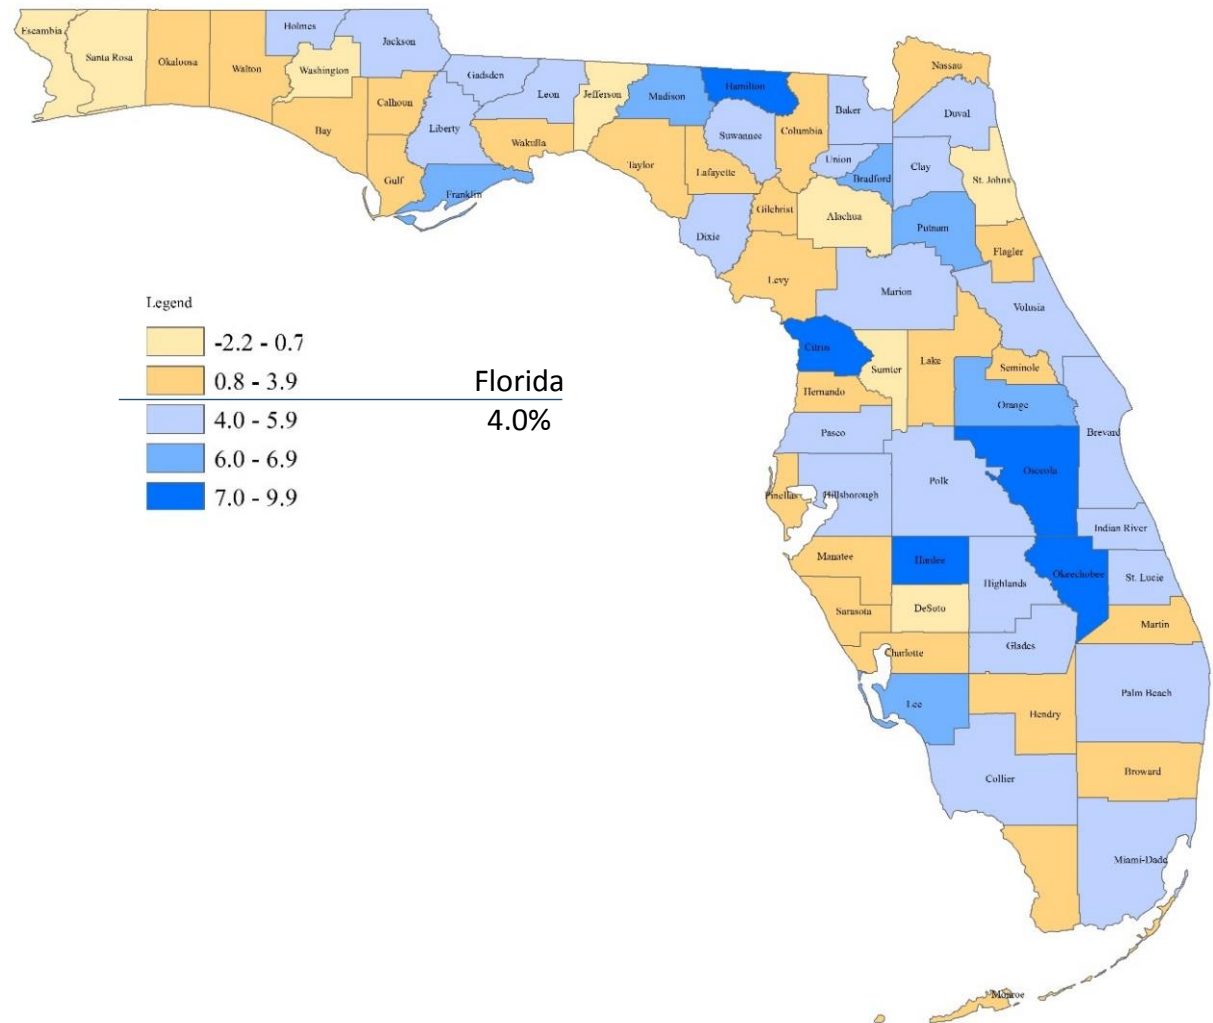 Holmes
Escambia
Jackson
Santa Rosa
Okaloosa
Walton
Washington
Nassau
Gadsden
Hamilton
Leon
Jefferson
Madison
Calhoun
Baker
Duval
Bay
Liberty
Columbia
Suwannee
Wakulla
Union
Clay
Taylor
Lafayette
Bradford
St. Johns
Gulf
Franklin
Gilchrist
Alachua
Putnam
Dixie
Flagler
Levy
Marion
Volusia
Legend
-2.2 - 0.7
0.8 - 3.9
Florida
4.0%
4.0 - 5.9
6.0 - 6.9
7.0 - 9.9
Citrus
Sumter
Lake
Seminole
Hernando
Orange
Pasco
Brevard
Osceola
Polk
Pinellas
Hillsborough
Indian River
Manatee
Hardee
Okeechobee
St. Lucie
Highlands
Sarasota
DeSoto
Martin
Glades
Charlotte
Palm Beach
Lee
Hendry
Broward
Collier
Miami-Dade
Monroe